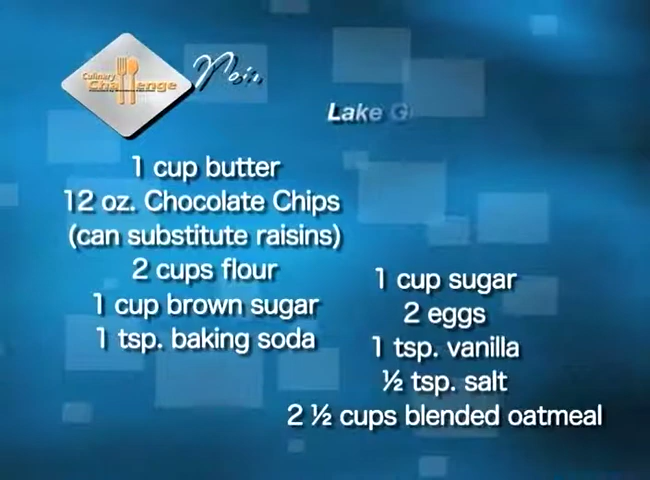 Culinary
Challenge
Lake G
1 cup butter
12 oz. Chocolate Chips
(can substitute raisins)
2 cups flour
1 cup brown sugar
1 tsp. baking soda
1 cup sugar
2 eggs
1 tsp. vanilla
½ tsp. salt
2 ½ cups blended oatmeal